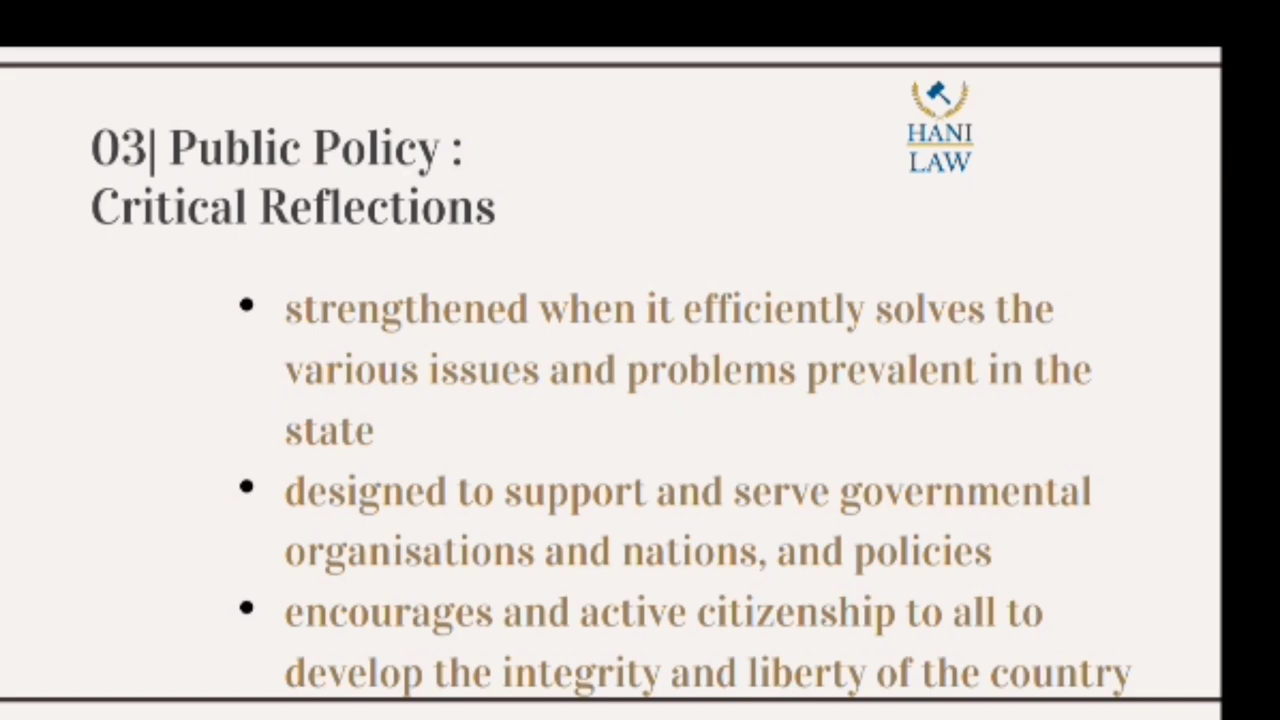 HANI
LAW
03| Public Policy :
Critical Reflections
strengthened when it efficiently solves the
various issues and problems prevalent in the
state
designed to support and serve governmental
organisations and nations, and policies
encourages and active citizenship to all to
develop the integrity and liberty of the country